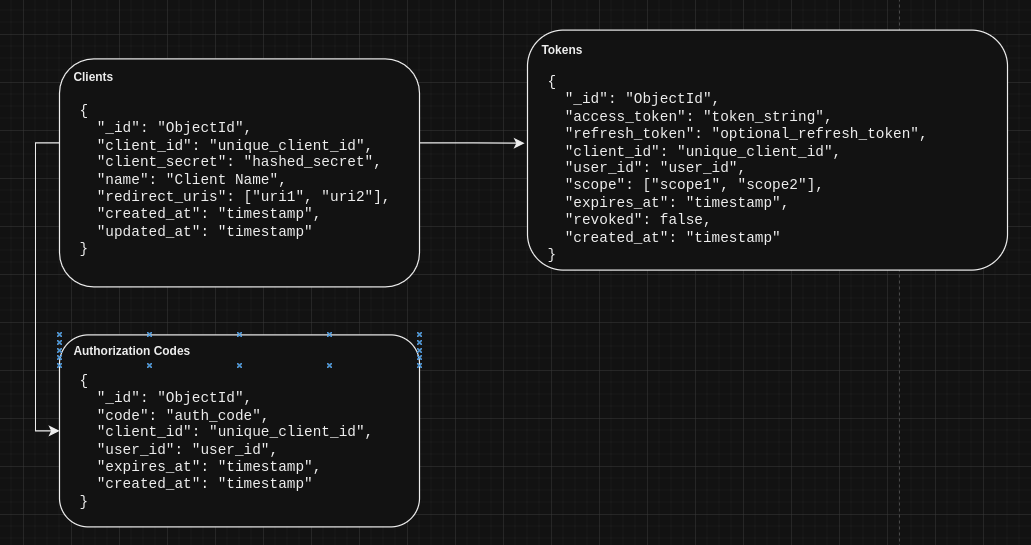 Clients
{
  "_id": "ObjectId",
  "client_id": "unique_client_id",
  "client_secret": "hashed_secret",
  "name": "Client Name",
  "redirect_uris": ["uri1", "uri2"],
  "created_at": "timestamp",
  "updated_at": "timestamp"
}
Tokens
{
  "_id": "ObjectId",
  "access_token": "token_string",
  "refresh_token": "optional_refresh_token",
  "client_id": "unique_client_id",
  "user_id": "user_id",
  "scope": ["scope1", "scope2"],
  "expires_at": "timestamp",
  "revoked": false,
  "created_at": "timestamp"
}
Authorization Codes
{
  "_id": "ObjectId",
  "code": "auth_code",
  "client_id": "unique_client_id",
  "user_id": "user_id",
  "expires_at": "timestamp",
  "created_at": "timestamp"
}